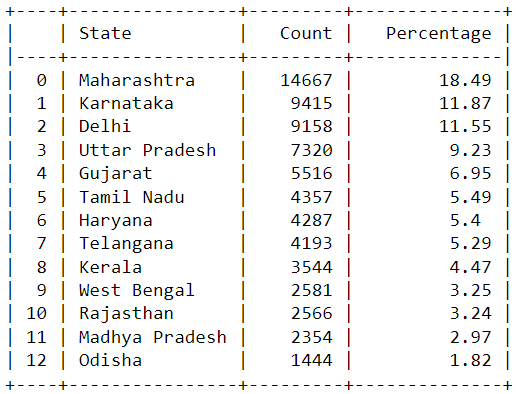 +----+----------------+---------+--------------+
|    | State          |   Count |   Percentage |
|----+----------------+---------+--------------|
|  0 | Maharashtra    |   14667 |        18.49 |
|  1 | Karnataka      |    9415 |        11.87 |
|  2 | Delhi          |    9158 |        11.55 |
|  3 | Uttar Pradesh  |    7320 |         9.23 |
|  4 | Gujarat        |    5516 |         6.95 |
|  5 | Tamil Nadu     |    4357 |         5.49 |
|  6 | Haryana        |    4287 |         5.4  |
|  7 | Telangana      |    4193 |         5.29 |
|  8 | Kerala         |    3544 |         4.47 |
|  9 | West Bengal    |    2581 |         3.25 |
| 10 | Rajasthan      |    2566 |         3.24 |
| 11 | Madhya Pradesh |    2354 |         2.97 |
| 12 | Odisha         |    1444 |         1.82 |
+----+----------------+---------+--------------+